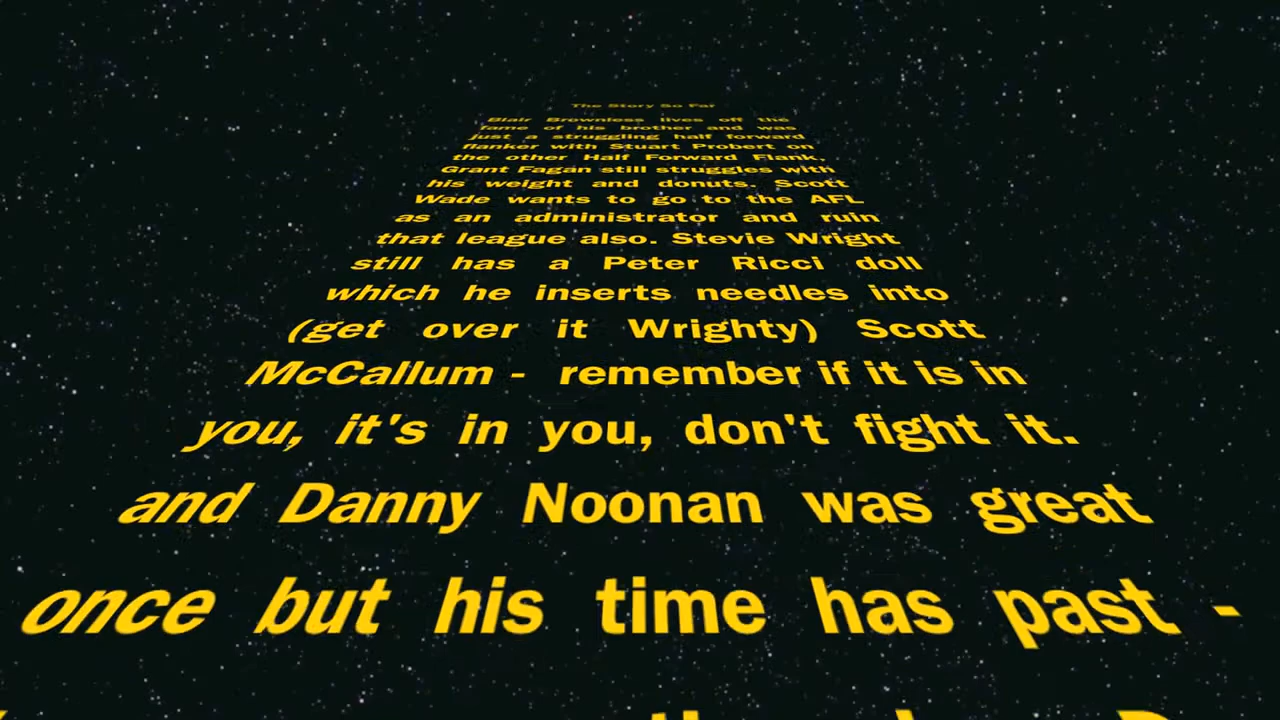 The Story So Far
Blair Brownless lives off the
fame of his brother and was
just a struggling half forward
flanker with Stuart Probert on
the other Half Forward Flank.
Grant Fagan still struggles with
his weight and donuts. Scott
Wade wants to go to the AFL
as an administrator and ruin
that league also. Stevie Wright
still has a Peter Ricci doll
which he inserts needles into
(get over it Wrighty) Scott
McCallum - remember if it is in
you, it's in you, don't fight it.
and Danny Noonan was great
once but his time has past -